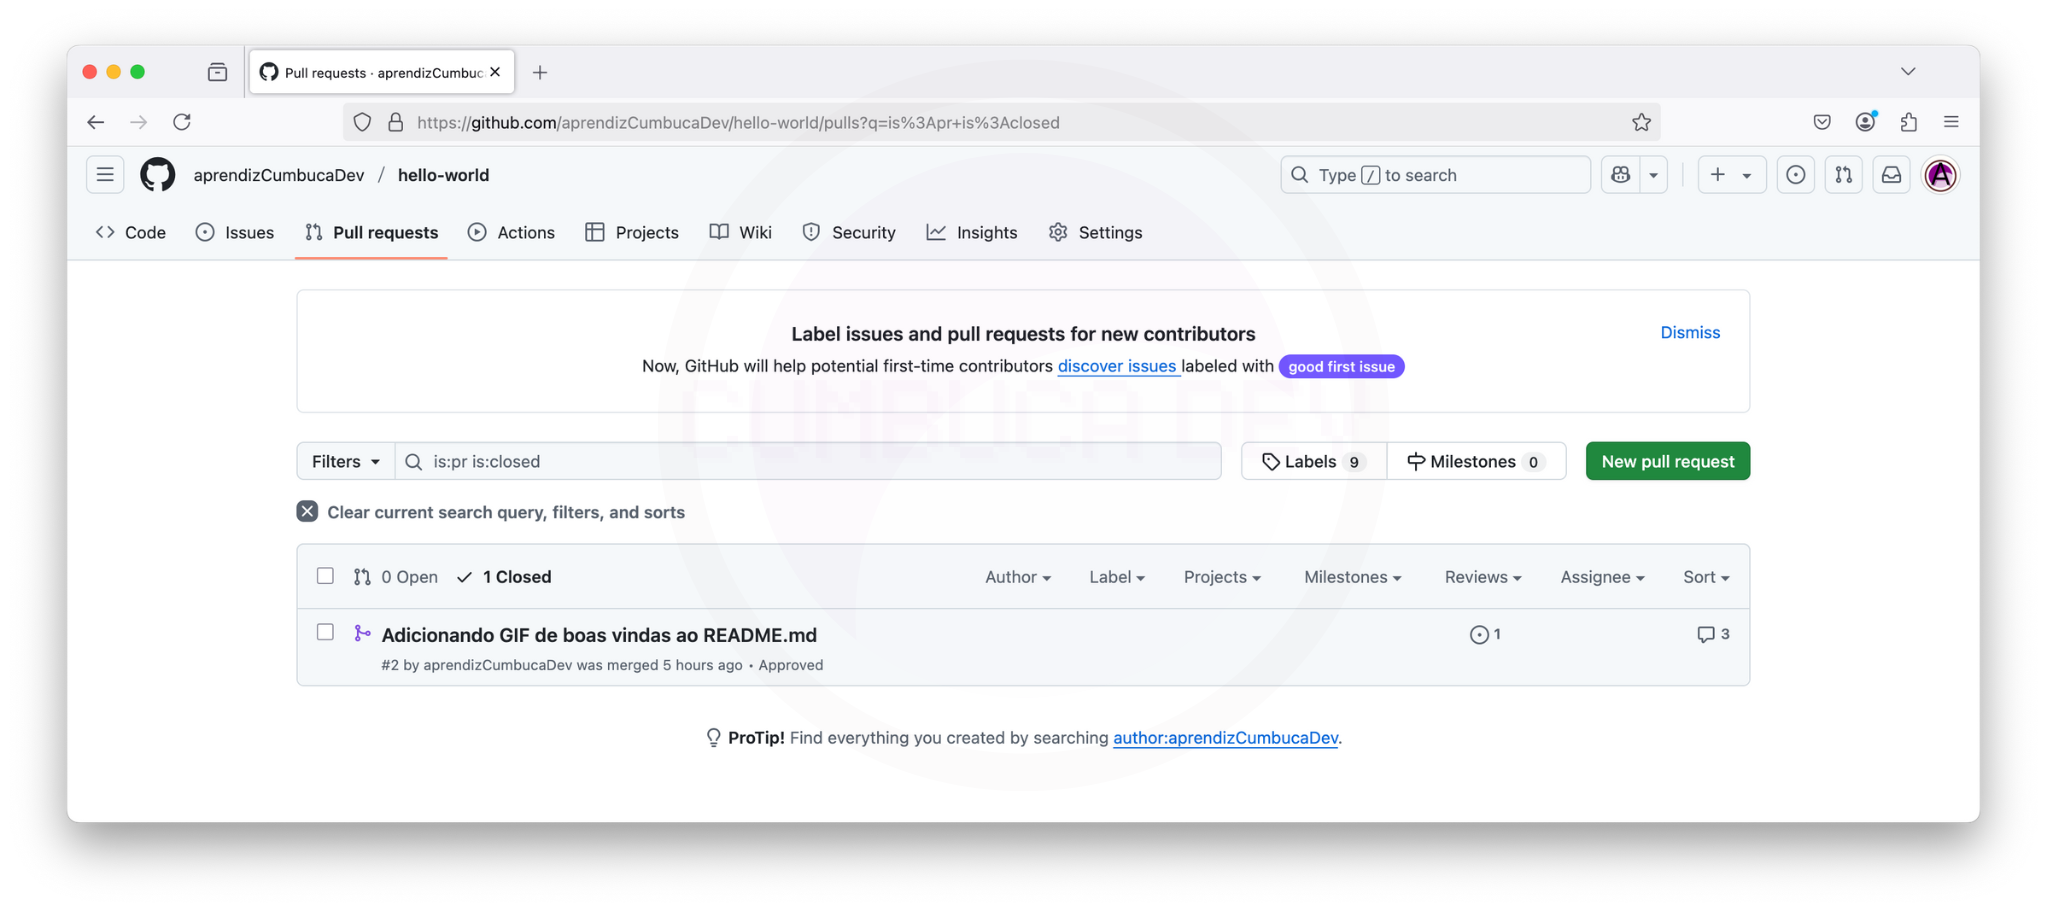 Pull requests · aprendizCumbuc
https://github.com/aprendizCumbucaDev/hello-world/pulls?q=is%3Apr+is%3Aclosed
aprendizCumbucaDev / hello-world
Type / to search
Code Issues Pull requests Actions Projects Wiki Security Insights Settings
Label issues and pull requests for new contributors
Dismiss
Now, GitHub will help potential first-time contributors discover issues labeled with good first issue
CUMBUCA DEV
Filters is:pr is:closed Labels 9 Milestones 0 New pull request
Clear current search query, filters, and sorts
0 Open 1 Closed Author Label Projects Milestones Reviews Assignee Sort
Adicionando GIF de boas vindas ao README.md 1 3
#2 by aprendizCumbucaDev was merged 5 hours ago • Approved
ProTip! Find everything you created by searching author:aprendizCumbucaDev.